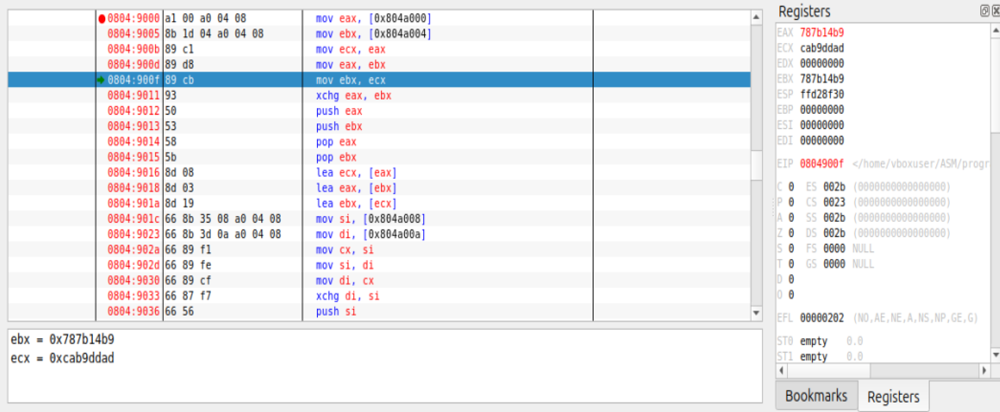 0804:9000 a1 00 a0 04 08 mov eax, [0x804a000]
0804:9005 8b 1d 04 a0 04 08 mov ebx, [0x804a004]
0804:900b 89 c1 mov ecx, eax
0804:900d 89 d8 mov eax, ebx
0804:900f 89 cb mov ebx, ecx
0804:9011 93 xchg eax, ebx
0804:9012 50 push eax
0804:9013 53 push ebx
0804:9014 58 pop eax
0804:9015 5b pop ebx
0804:9016 8d 08 lea ecx, [eax]
0804:9018 8d 03 lea eax, [ebx]
0804:901a 8d 19 lea ebx, [ecx]
0804:901c 66 8b 35 08 a0 04 08 mov si, [0x804a008]
0804:9023 66 8b 3d 0a a0 04 08 mov di, [0x804a00a]
0804:902a 66 89 f1 mov cx, si
0804:902d 66 89 fe mov si, di
0804:9030 66 89 cf mov di, cx
0804:9033 66 87 f7 xchg di, si
0804:9036 66 56 push si
ebx = 0x787b14b9
ecx = 0xcab9ddad
Registers
EAX 787b14b9
ECX cab9ddad
EDX 00000000
EBX 787b14b9
ESP ffd28f30
EBP 00000000
ESI 00000000
EDI 00000000
EIP 0804900f </home/vboxuser/ASM/progr
C 0 ES 002b (0000000000000000)
P 0 CS 0023 (0000000000000000)
A 0 SS 002b (0000000000000000)
Z 0 DS 002b (0000000000000000)
S 0 FS 0000 NULL
T 0 GS 0000 NULL
D 0
O 0
EFL 00000202 (NO,AE,NE,A,NS,NP,GE,G)
ST0 empty 0.0
ST1 empty 0.0
Bookmarks Registers